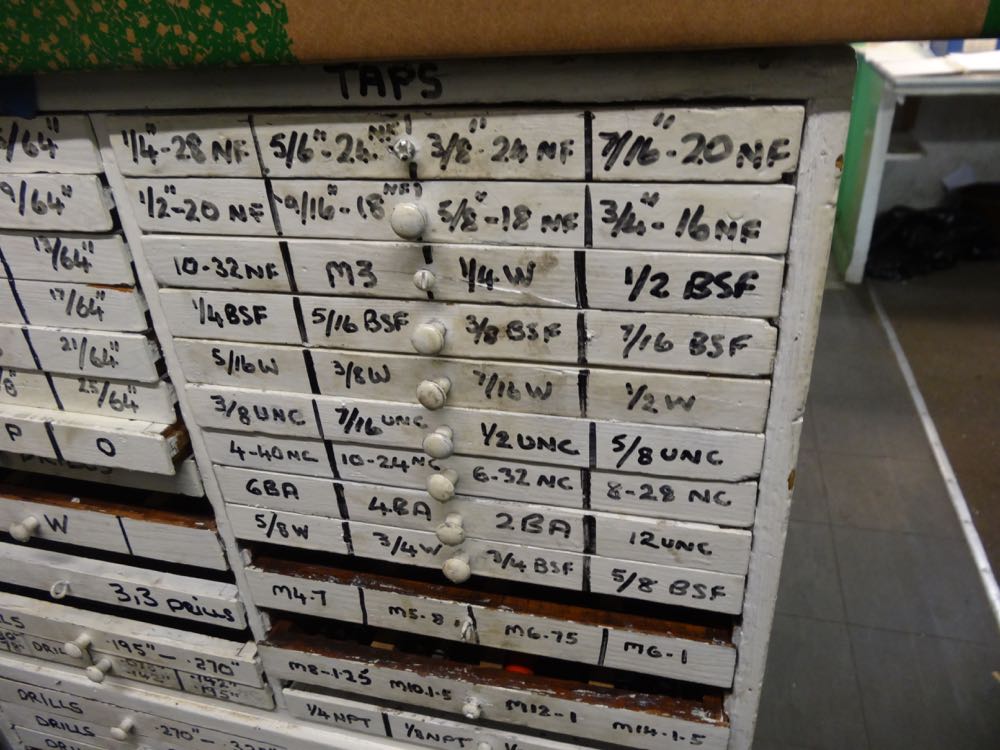 TAPS
1/4"-28 NF 5/6"-24 NF 3/8"-24 NF 7/16"-20 NF
1/2"-20 NF 9/16"-18 NF 5/8"-18 NF 3/4"-16 NF
10-32 NF M3 1/4 W 1/2 BSF
1/4 BSF 5/16 BSF 3/8 BSF 7/16 BSF
5/16 W 3/8 W 7/16 W 1/2 W
3/8 UNC 7/16 UNC 1/2 UNC 5/8 UNC
4-40 NC 10-24 NC 6-32 NC 8-28 NC
6BA 4BA 2BA 12UNC
5/8 W 3/4 W 3/4 BSF 5/8 BSF
M4.7 M5.8 M6.75 M6-1
M8-1.25 M10.1.5 M12-1 M14-1.5
1/4 NPT 1/8 NPT
5/64"
9/64"
13/64"
17/64"
21/64"
25/64"
P O
DRILLS
W
3,3 DRILLS
.195"- .270"
DRILLS
DRILLS .270"-